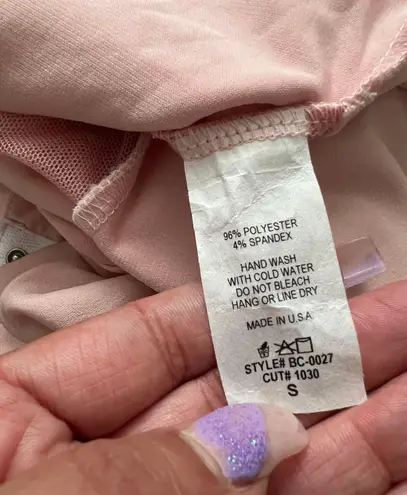 96% POLYESTER
4% SPANDEX
HAND WASH
WITH COLD WATER
DO NOT BLEACH
HANG OR LINE DRY
MADE IN U.S.A
STYLE# BC-0027
CUT# 1030
S